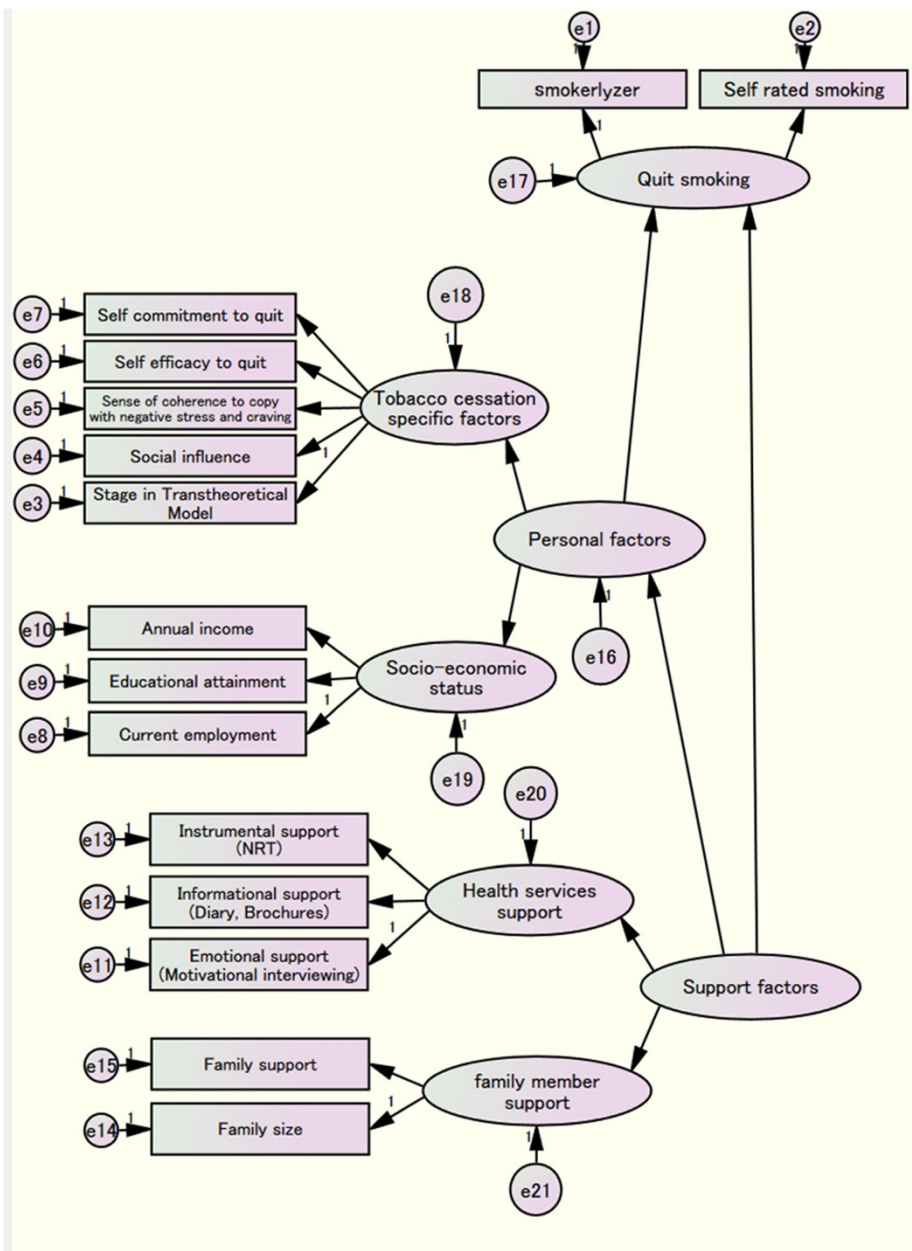 e1
e2
1
1
smokerlyzer
Self rated smoking
1
e17
1
Quit smoking
e18
1
e7
1
Self commitment to quit
e6
1
Self efficacy to quit
e5
1
Sense of coherence to copy
with negative stress and craving
e4
1
Social influence
e3
1
Stage in Transtheoretical
Model
1
Tobacco cessation
specific factors
Personal factors
1
e16
e10
1
Annual income
e9
1
Educational attainment
e8
1
Current employment
1
Socio-economic
status
1
e19
e20
1
e13
1
Instrumental support
(NRT)
e12
1
Informational support
(Diary, Brochures)
e11
1
Emotional support
(Motivational interviewing)
1
Health services
support
Support factors
e15
1
Family support
e14
1
Family size
1
family member
support
1
e21